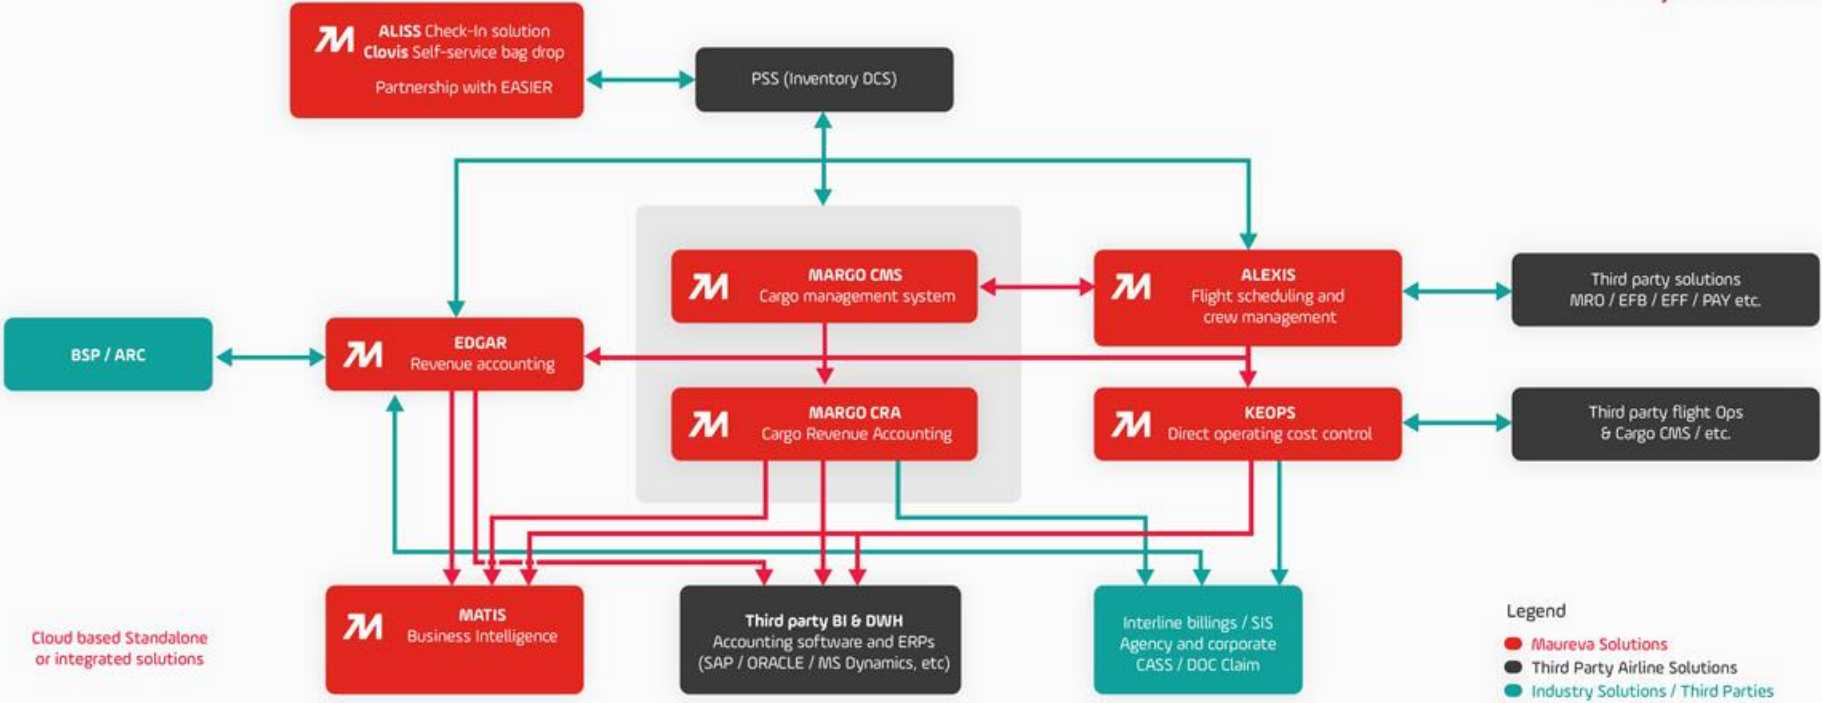 ALISS Check-In solution
Clovis Self-service bag drop
Partnership with EASIER
PSS (Inventory DCS)
MARGO CMS
Cargo management system
ALEXIS
Flight scheduling and
crew management
Third party solutions
MRO / EFB / EFF / PAY etc.
BSP / ARC
EDGAR
Revenue accounting
MARGO CRA
Cargo Revenue Accounting
KEOPS
Direct operating cost control
Third party flight Ops
& Cargo CMS / etc.
MATIS
Business Intelligence
Third party BI & DWH
Accounting software and ERPs
(SAP / ORACLE / MS Dynamics, etc)
Interline billings / SIS
Agency and corporate
CASS / DOC Claim
Cloud based Standalone
or integrated solutions
Legend
Maureva Solutions
Third Party Airline Solutions
Industry Solutions / Third Parties